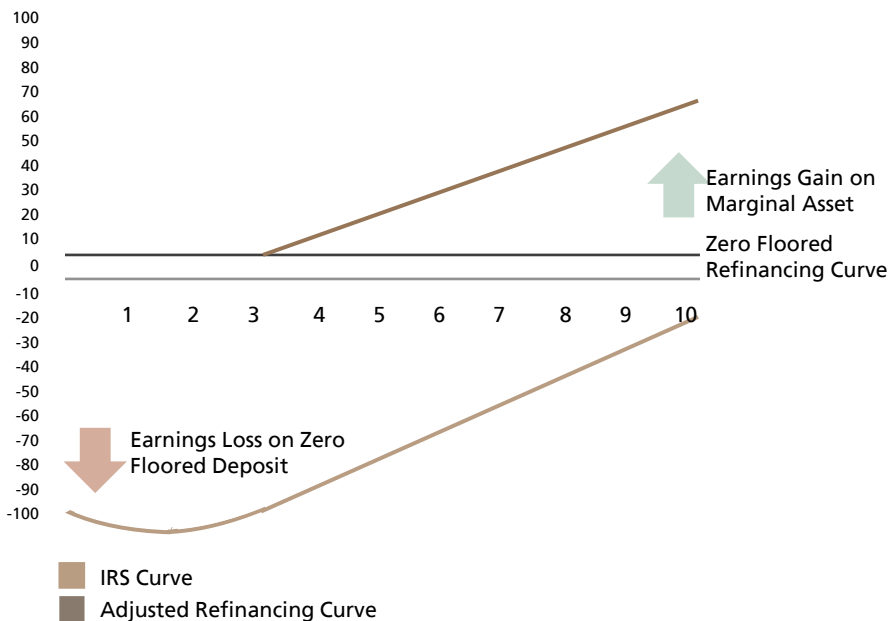 100
90
80
70
60
50
40
30
20
10
0
-10
-20
-30
-40
-50
-60
-70
-80
-90
-100
1 2 3 4 5 6 7 8 9 10
Earnings Gain on
Marginal Asset
Zero Floored
Refinancing Curve
Earnings Loss on Zero
Floored Deposit
IRS Curve
Adjusted Refinancing Curve